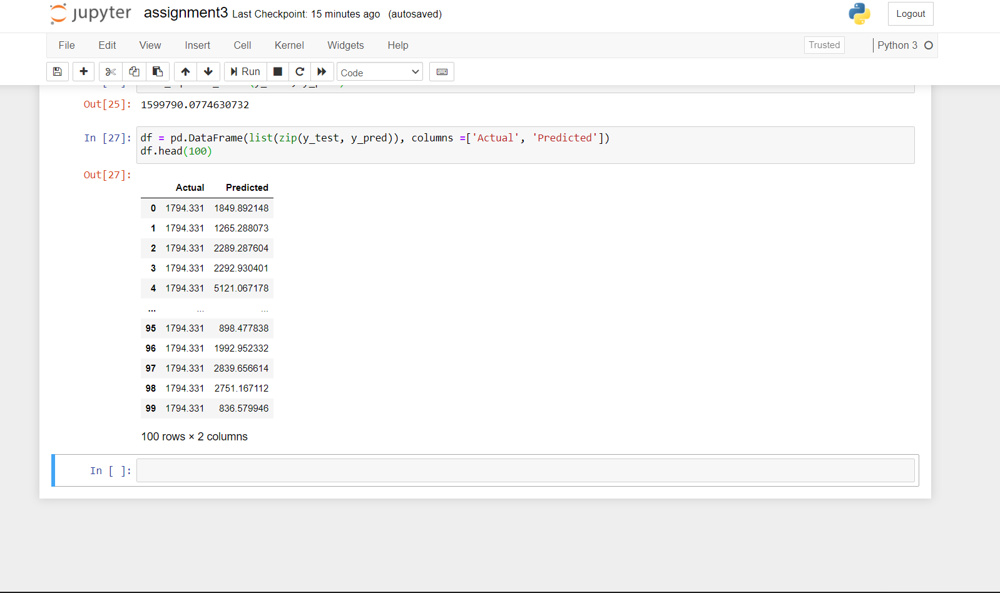 jupyter assignment3 Last Checkpoint: 15 minutes ago (autosaved) Logout
File Edit View Insert Cell Kernel Widgets Help Trusted Python 3
Run Code
Out[25]: 1599790.0774630732
In [27]: df = pd.DataFrame(list(zip(y_test, y_pred)), columns =['Actual', 'Predicted'])
df.head(100)
Out[27]:
Actual Predicted
0 1794.331 1849.892148
1 1794.331 1265.288073
2 1794.331 2289.287604
3 1794.331 2292.930401
4 1794.331 5121.067178
... ... ...
95 1794.331 898.477838
96 1794.331 1992.952332
97 1794.331 2839.656614
98 1794.331 2751.167112
99 1794.331 836.579946
100 rows × 2 columns
In [ ]: